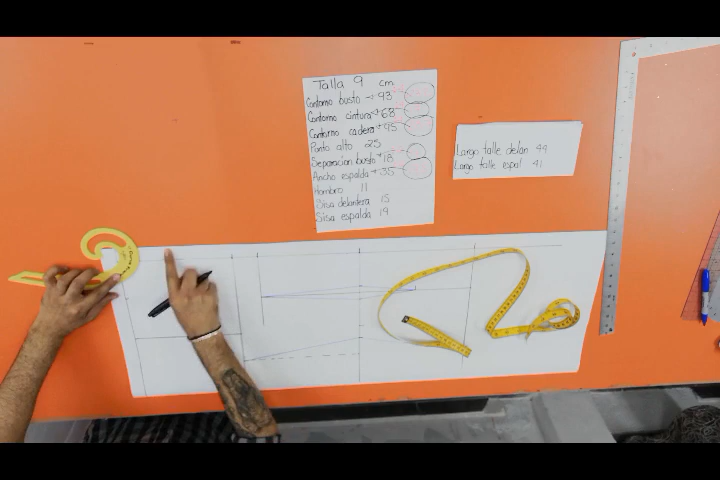 Talla 9 cm
Contorno busto → 93
Contorno cintura → 68
Contorno cadera → 95
Punto alto 25
Separacion busto → 18
Ancho espalda → 35
Hombro 11
Sisa delantera 15
Sisa espalda 19
Largo talle delan 44
Largo talle espal 41